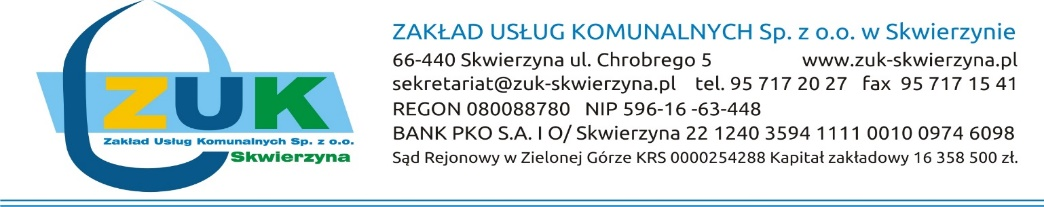 ZUK
Zakład Usług Komunalnych Sp. z o.o.
Skwierzyna
ZAKŁAD USŁUG KOMUNALNYCH Sp. z o.o. w Skwierzynie
66-440 Skwierzyna ul. Chrobrego 5 www.zuk-skwierzyna.pl
sekretariat@zuk-skwierzyna.pl tel. 95 717 20 27 fax 95 717 15 41
REGON 080088780 NIP 596-16 -63-448
BANK PKO S.A. I O/ Skwierzyna 22 1240 3594 1111 0010 0974 6098
Sąd Rejonowy w Zielonej Górze KRS 0000254288 Kapitał zakładowy 16 358 500 zł.